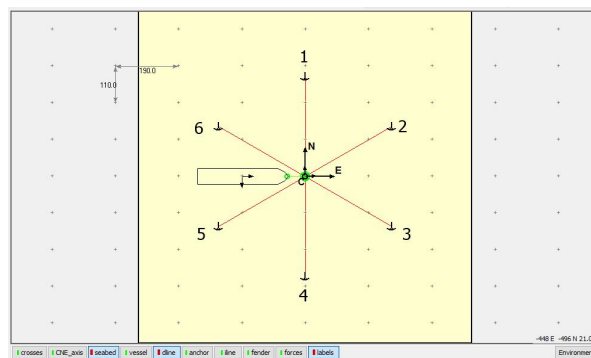 1
190.0
110.0
6
2
N
E
C
5
3
4
-448 E -496 N 21.0
crosses CNE_axis seabed vessel dline anchor iline fender forces labels Environmen